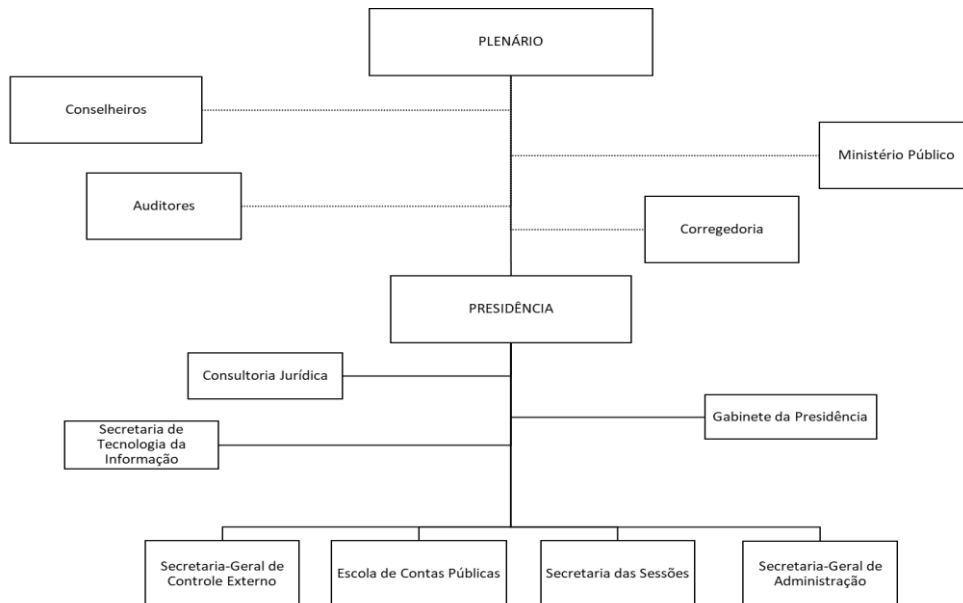 PLENÁRIO
Conselheiros
Ministério Público
Auditores
Corregedoria
PRESIDÊNCIA
Consultoria Jurídica
Gabinete da Presidência
Secretaria de
Tecnologia da
Informação
Secretaria-Geral de
Controle Externo
Escola de Contas Públicas
Secretaria das Sessões
Secretaria-Geral de
Administração